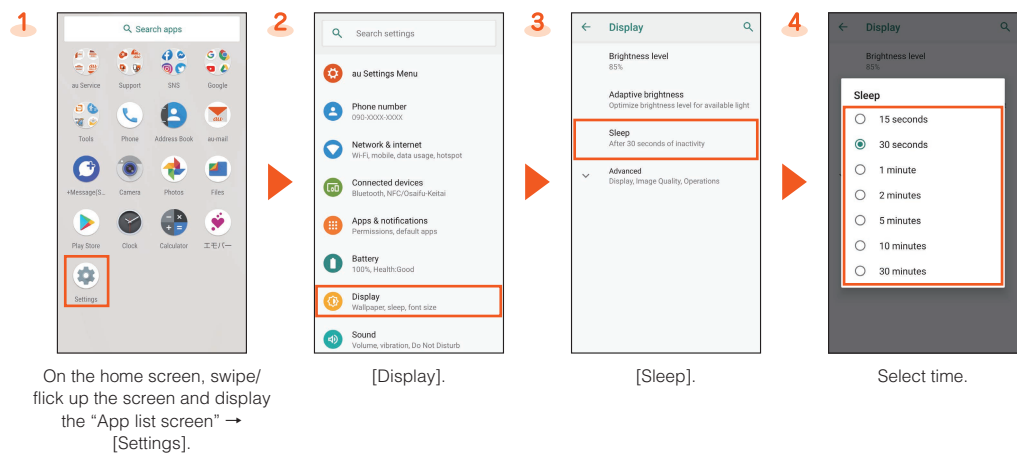 1
Search apps
au Service Support SNS Google
Tools Phone Address Book au-mail
+Message(S... Camera Photos Files
Play Store Clock Calculator エモパー
Settings
On the home screen, swipe/
flick up the screen and display
the “App list screen” →
[Settings].
2
Search settings
au Settings Menu
Phone number
090-XXXX-XXXX
Network & internet
Wi-Fi, mobile, data usage, hotspot
Connected devices
Bluetooth, NFC/Osaifu-Keitai
Apps & notifications
Permissions, default apps
Battery
100%, Health:Good
Display
Wallpaper, sleep, font size
Sound
Volume, vibration, Do Not Disturb
[Display].
3
Display
Brightness level
85%
Adaptive brightness
Optimize brightness level for available light
Sleep
After 30 seconds of inactivity
Advanced
Display, Image Quality, Operations
[Sleep].
4
Display
Brightness level
85%
Sleep
15 seconds
30 seconds
1 minute
2 minutes
5 minutes
10 minutes
30 minutes
Select time.